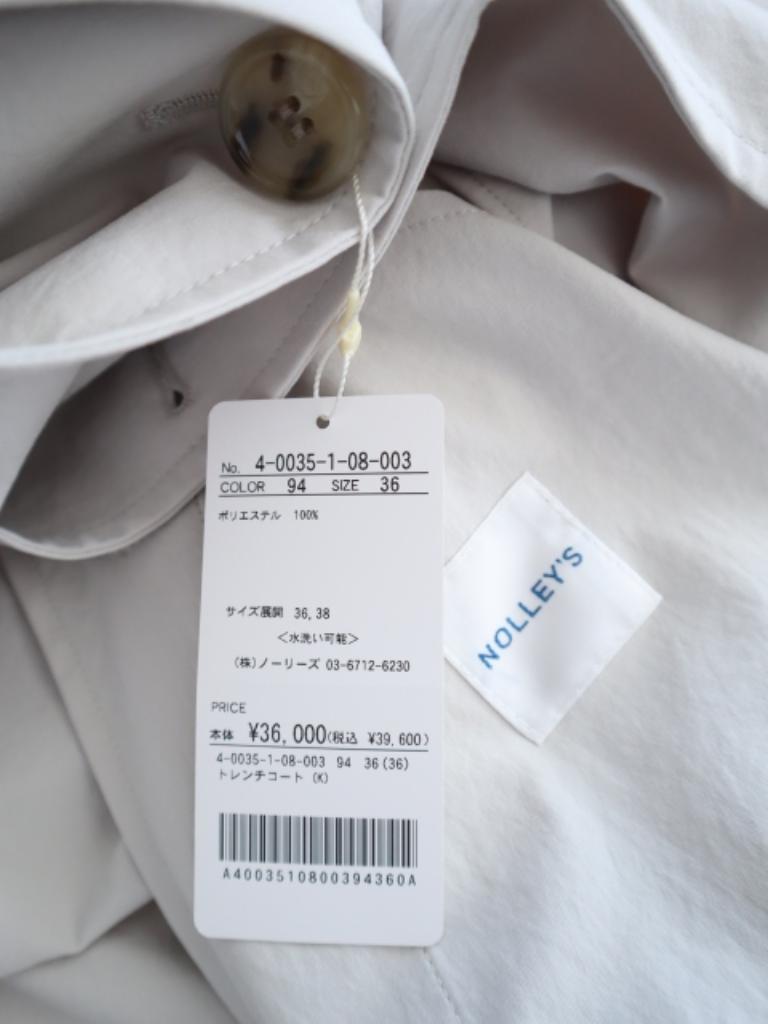 No. 4-0035-1-08-003
COLOR 94 SIZE 36
ポリエステル 100%
サイズ展開 36,38
<水洗い可能>
(株)ノーリーズ 03-6712-6230
PRICE
本体 ¥36,000(税込 ¥39,600)
4-0035-1-08-003 94 36(36)
トレンチコート (K)
A4003510800394360A
NOLLEY'S